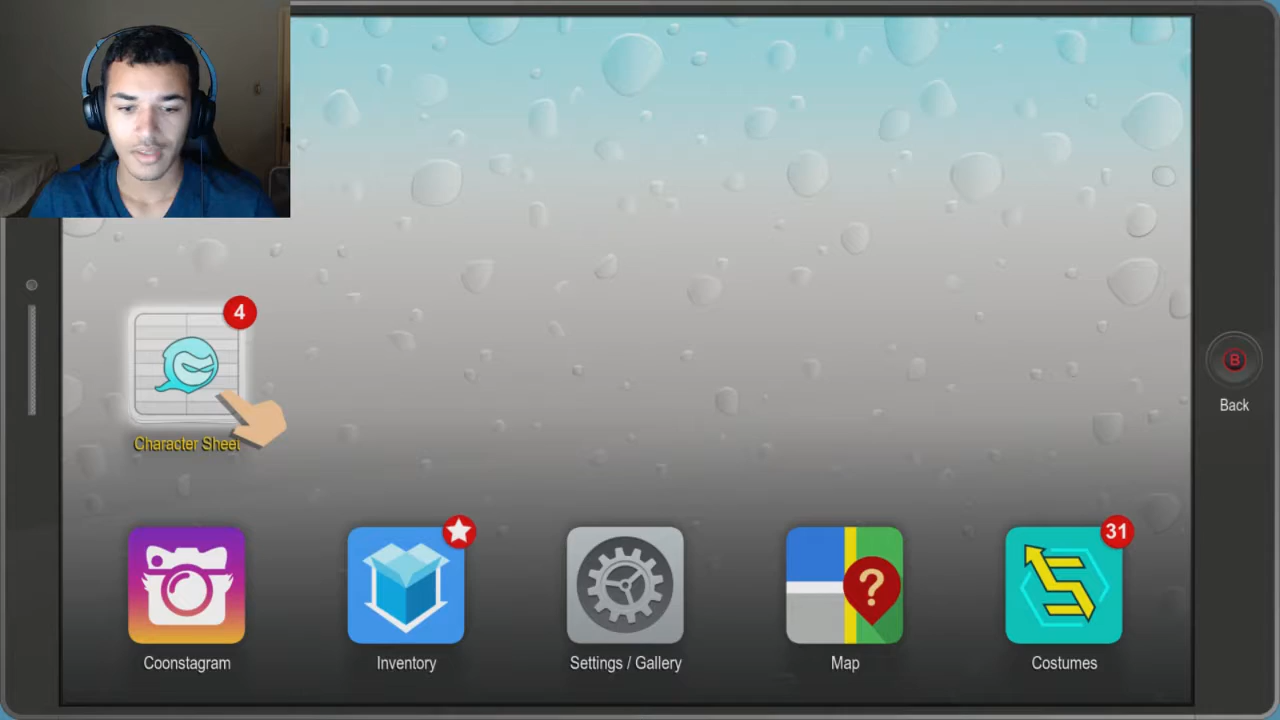 4
Character Sheet
B
Back
31
?
Coonstagram
Inventory
Settings / Gallery
Map
Costumes